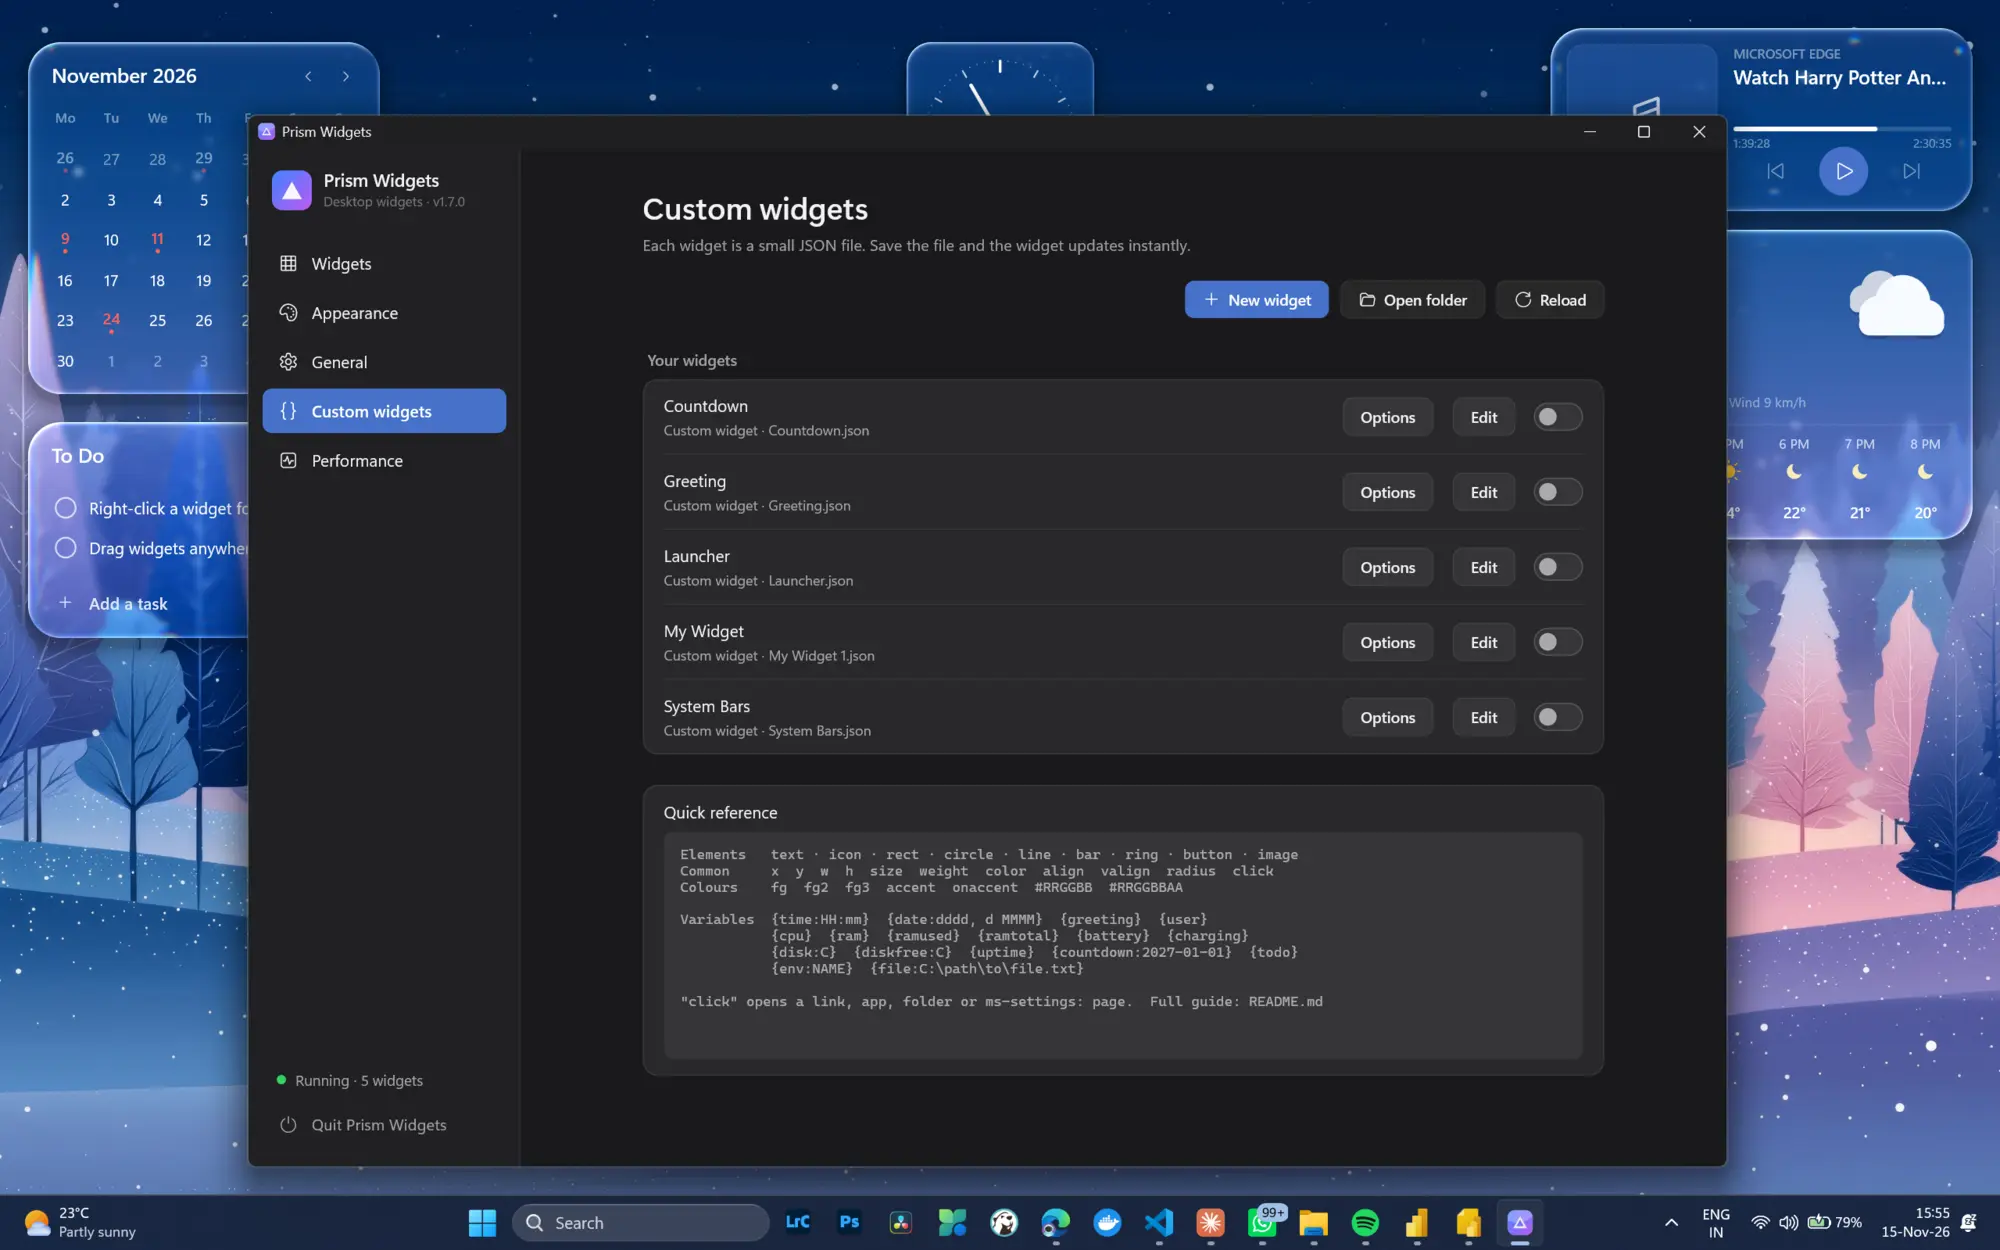 November 2026
Mo Tu We Th
26 27 28 29
2 3 4 5
9 10 11 12
16 17 18 19
23 24 25 26
30 1 2 3
To Do
Right-click a widget fo
Drag widgets anywhe
Add a task
MICROSOFT EDGE
Watch Harry Potter An...
1:39:28 2:30:35
Wind 9 km/h
PM 6 PM 7 PM 8 PM
4° 22° 21° 20°
Prism Widgets
Prism Widgets
Desktop widgets · v1.7.0
Widgets
Appearance
General
{} Custom widgets
Performance
Running · 5 widgets
Quit Prism Widgets
Custom widgets
Each widget is a small JSON file. Save the file and the widget updates instantly.
New widget Open folder Reload
Your widgets
Countdown
Custom widget · Countdown.json
Options Edit
Greeting
Custom widget · Greeting.json
Options Edit
Launcher
Custom widget · Launcher.json
Options Edit
My Widget
Custom widget · My Widget 1.json
Options Edit
System Bars
Custom widget · System Bars.json
Options Edit
Quick reference
Elements text · icon · rect · circle · line · bar · ring · button · image
Common x y w h size weight color align valign radius click
Colours fg fg2 fg3 accent onaccent #RRGGBB #RRGGBBAA
Variables {time:HH:mm} {date:dddd, d MMMM} {greeting} {user}
{cpu} {ram} {ramused} {ramtotal} {battery} {charging}
{disk:C} {diskfree:C} {uptime} {countdown:2027-01-01} {todo}
{env:NAME} {file:C:\path\to\file.txt}
"click" opens a link, app, folder or ms-settings: page. Full guide: README.md
23°C
Partly sunny
Search
LrC
Ps
99+
ENG
IN
79%
15:55
15-Nov-26